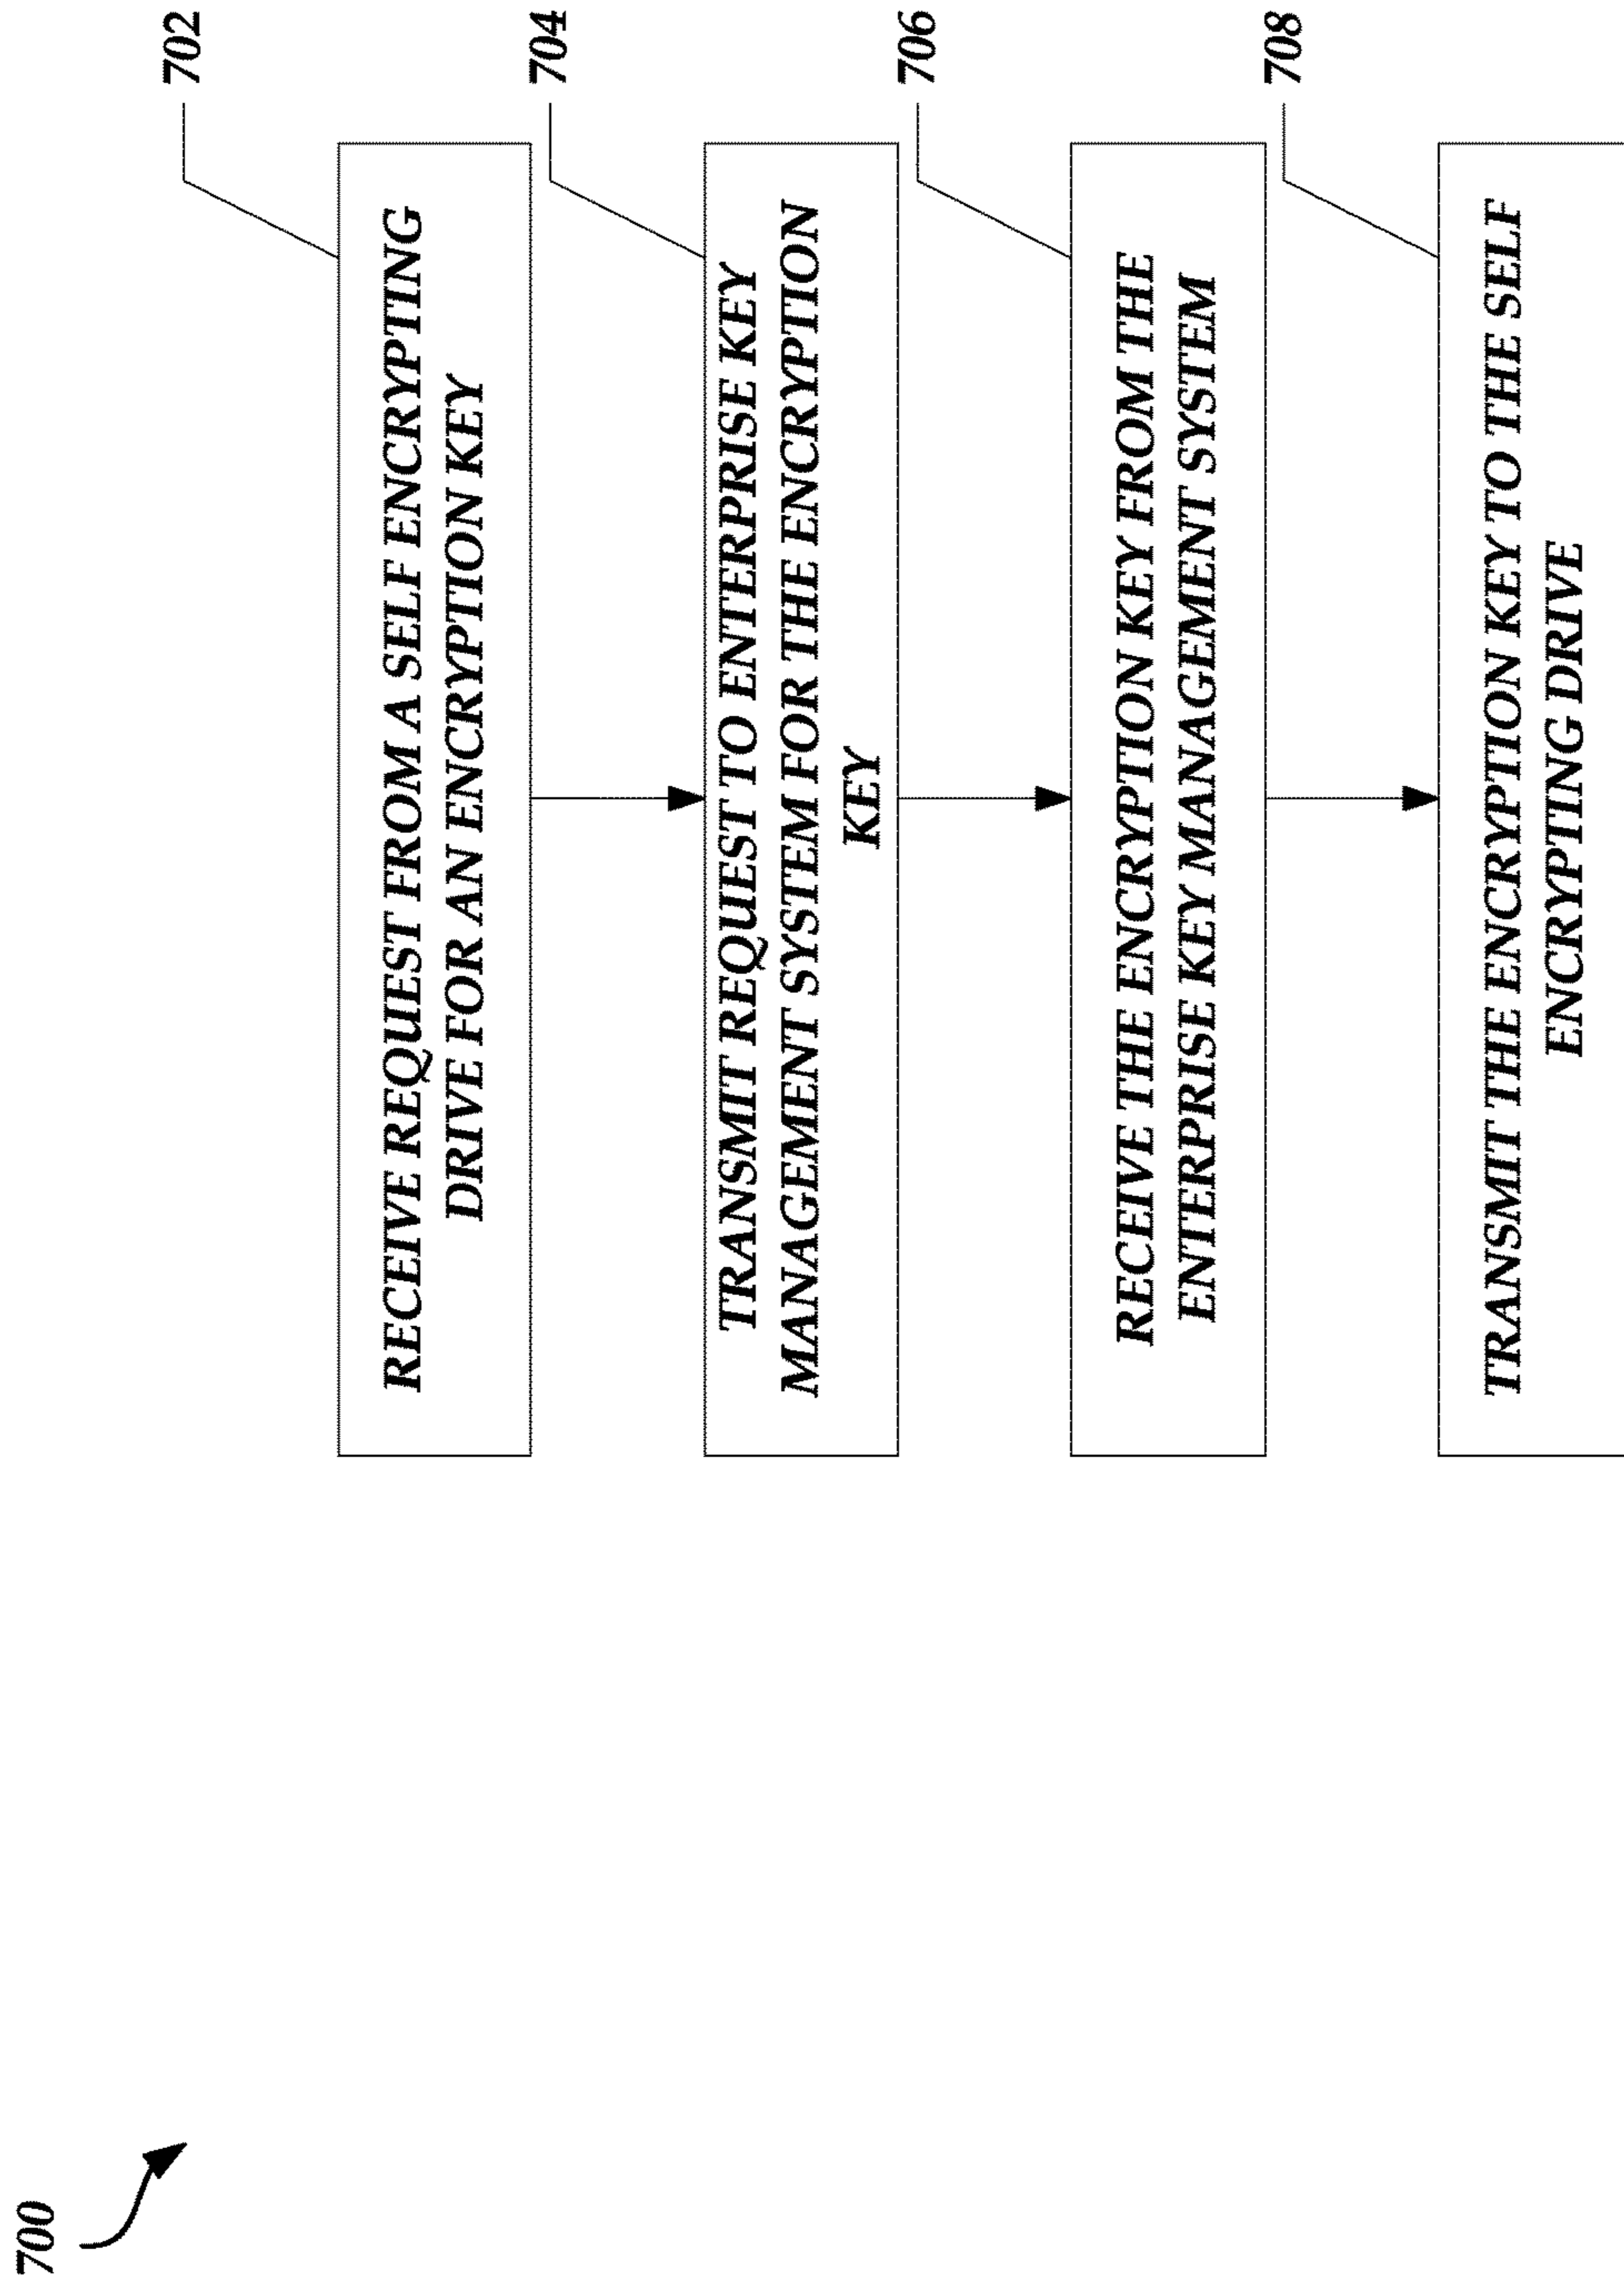 700
702
RECEIVE REQUEST FROM A SELF ENCRYPTING
DRIVE FOR AN ENCRYPTION KEY
704
TRANSMIT REQUEST TO ENTERPRISE KEY
MANAGEMENT SYSTEM FOR THE ENCRYPTION
KEY
706
RECEIVE THE ENCRYPTION KEY FROM THE
ENTERPRISE KEY MANAGEMENT SYSTEM
708
TRANSMIT THE ENCRYPTION KEY TO THE SELF
ENCRYPTING DRIVE